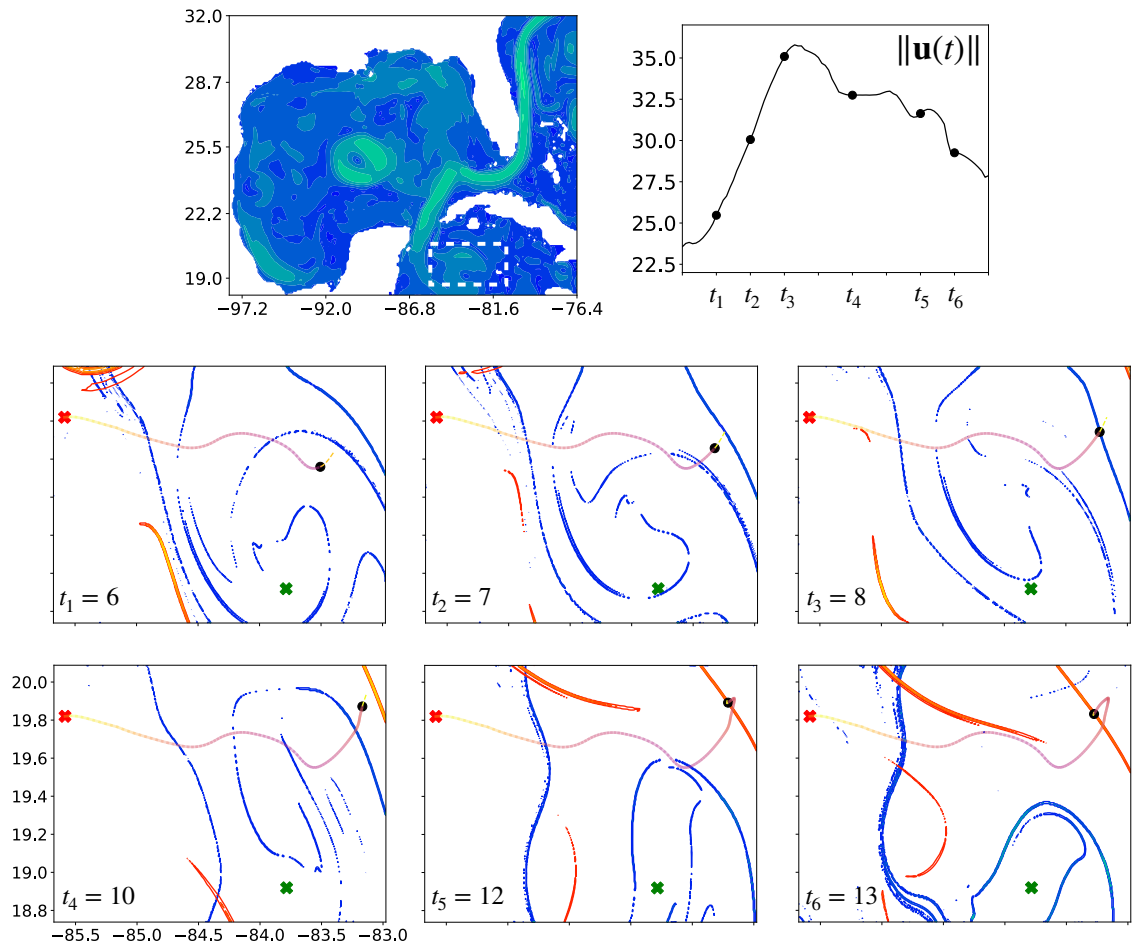 32.0
28.7
25.5
22.2
19.0
−97.2 −92.0 −86.8 −81.6 −76.4
‖u(t)‖
35.0
32.5
30.0
27.5
25.0
22.5
t₁ t₂ t₃ t₄ t₅ t₆
t₁ = 6
t₂ = 7
t₃ = 8
20.0
19.8
19.6
19.4
19.2
19.0
18.8
t₄ = 10
t₅ = 12
t₆ = 13
−85.5 −85.0 −84.5 −84.0 −83.5 −83.0